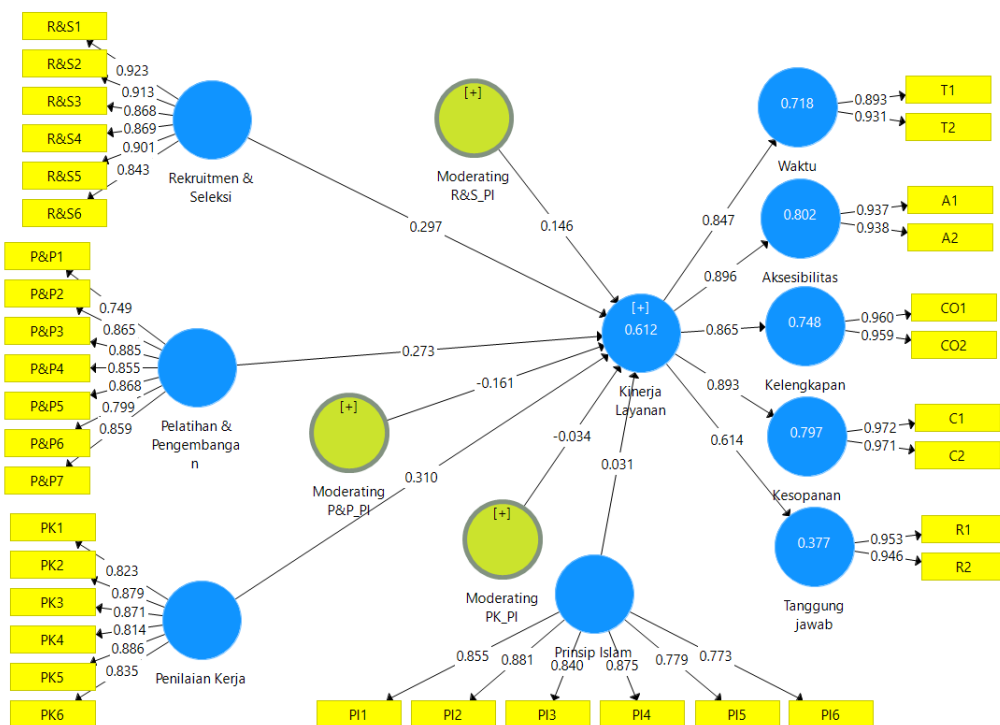 R&S1
R&S2
R&S3
R&S4
R&S5
R&S6
0.923
0.913
0.868
0.869
0.901
0.843
Rekruitmen &
Seleksi
0.297
P&P1
P&P2
P&P3
P&P4
P&P5
P&P6
P&P7
0.749
0.865
0.885
0.855
0.868
0.799
0.859
Pelatihan &
Pengembanga
n
0.273
PK1
PK2
PK3
PK4
PK5
PK6
0.823
0.879
0.871
0.814
0.886
0.835
Penilaian Kerja
0.310
[+]
Moderating
R&S_PI
0.146
[+]
Moderating
P&P_PI
-0.161
[+]
Moderating
PK_PI
-0.034
Prinsip Islam
0.031
0.855
0.881
0.840
0.875
0.779
0.773
PI1
PI2
PI3
PI4
PI5
PI6
[+]
0.612
Kinerja
Layanan
0.847
0.896
0.865
0.893
0.614
0.718
Waktu
0.893
0.931
T1
T2
0.802
Aksesibilitas
0.937
0.938
A1
A2
0.748
Kelengkapan
0.960
0.959
CO1
CO2
0.797
Kesopanan
0.972
0.971
C1
C2
0.377
Tanggung
jawab
0.953
0.946
R1
R2